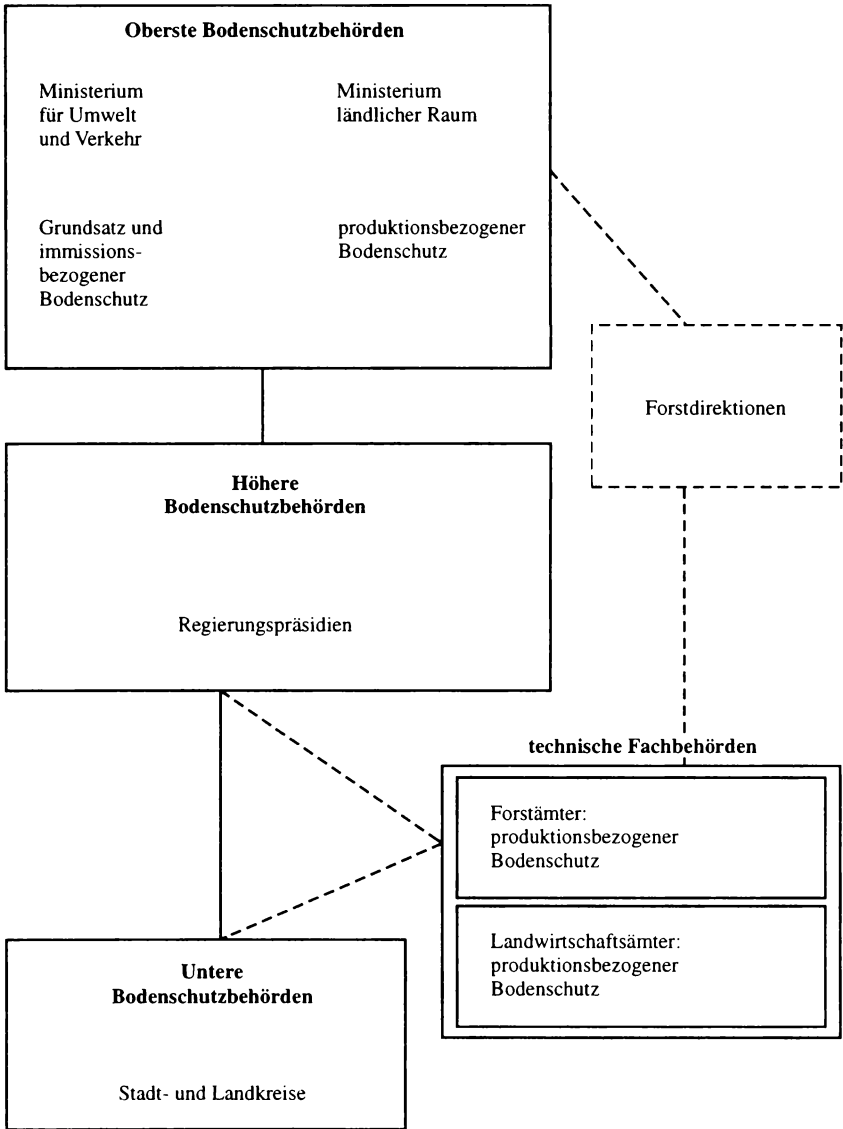 Oberste Bodenschutzbehörden
Ministerium
für Umwelt
und Verkehr
Ministerium
ländlicher Raum
Grundsatz und
immissions-
bezogener
Bodenschutz
produktionsbezogener
Bodenschutz
Forstdirektionen
Höhere
Bodenschutzbehörden
Regierungspräsidien
technische Fachbehörden
Forstämter:
produktionsbezogener
Bodenschutz
Landwirtschaftsämter:
produktionsbezogener
Bodenschutz
Untere
Bodenschutzbehörden
Stadt- und Landkreise